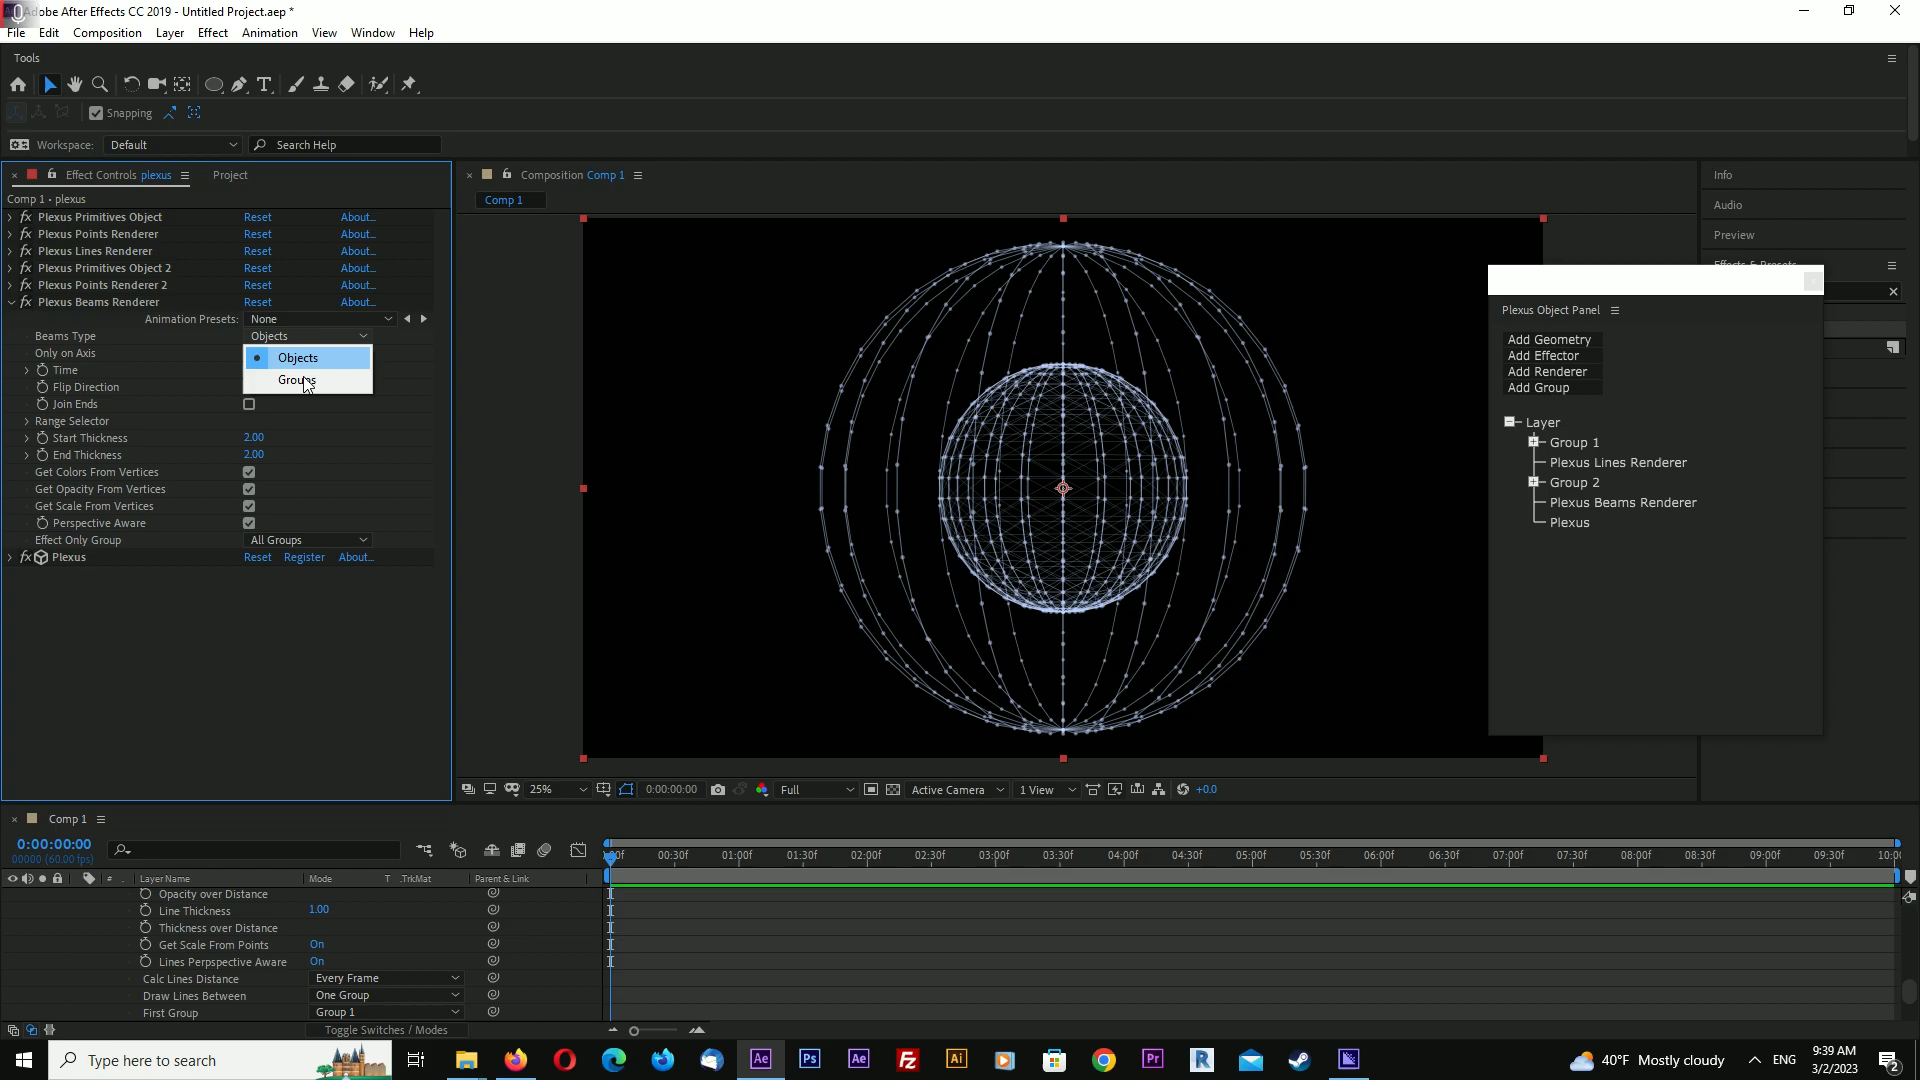 Adobe After Effects CC 2019 - Untitled Project.aep *
File Edit Composition Layer Effect Animation View Window Help
Tools
Snapping
Workspace: Default Search Help
Effect Controls plexus Project
Comp 1 • plexus
Plexus Primitives Object Reset About...
Plexus Points Renderer Reset About...
Plexus Lines Renderer Reset About...
Plexus Primitives Object 2 Reset About...
Plexus Points Renderer 2 Reset About...
Plexus Beams Renderer Reset About...
Animation Presets: None
Beams Type Objects
Only on Axis
Objects
Time
Groups
Flip Direction
Join Ends
Range Selector
Start Thickness 2.00
End Thickness 2.00
Get Colors From Vertices
Get Opacity From Vertices
Get Scale From Vertices
Perspective Aware
Effect Only Group All Groups
Plexus Reset Register About...
Composition Comp 1
Comp 1
25% 0:00:00:00 Full Active Camera 1 View +0.0
Info
Audio
Preview
Effects & Presets
Plexus Object Panel
Add Geometry
Add Effector
Add Renderer
Add Group
Layer
Group 1
Plexus Lines Renderer
Group 2
Plexus Beams Renderer
Plexus
Comp 1
0:00:00:00
00000 (60.00 fps)
00:30f 01:00f 01:30f 02:00f 02:30f 03:00f 03:30f 04:00f 04:30f 05:00f 05:30f 06:00f 06:30f 07:00f 07:30f 08:00f 08:30f 09:00f 09:30f
# Layer Name Mode T .TrkMat Parent & Link
Opacity over Distance
Line Thickness 1.00
Thickness over Distance
Get Scale From Points On
Lines Perpspective Aware On
Calc Lines Distance Every Frame
Draw Lines Between One Group
First Group Group 1
Toggle Switches / Modes
Type here to search
40°F Mostly cloudy ENG
9:39 AM
3/2/2023
2